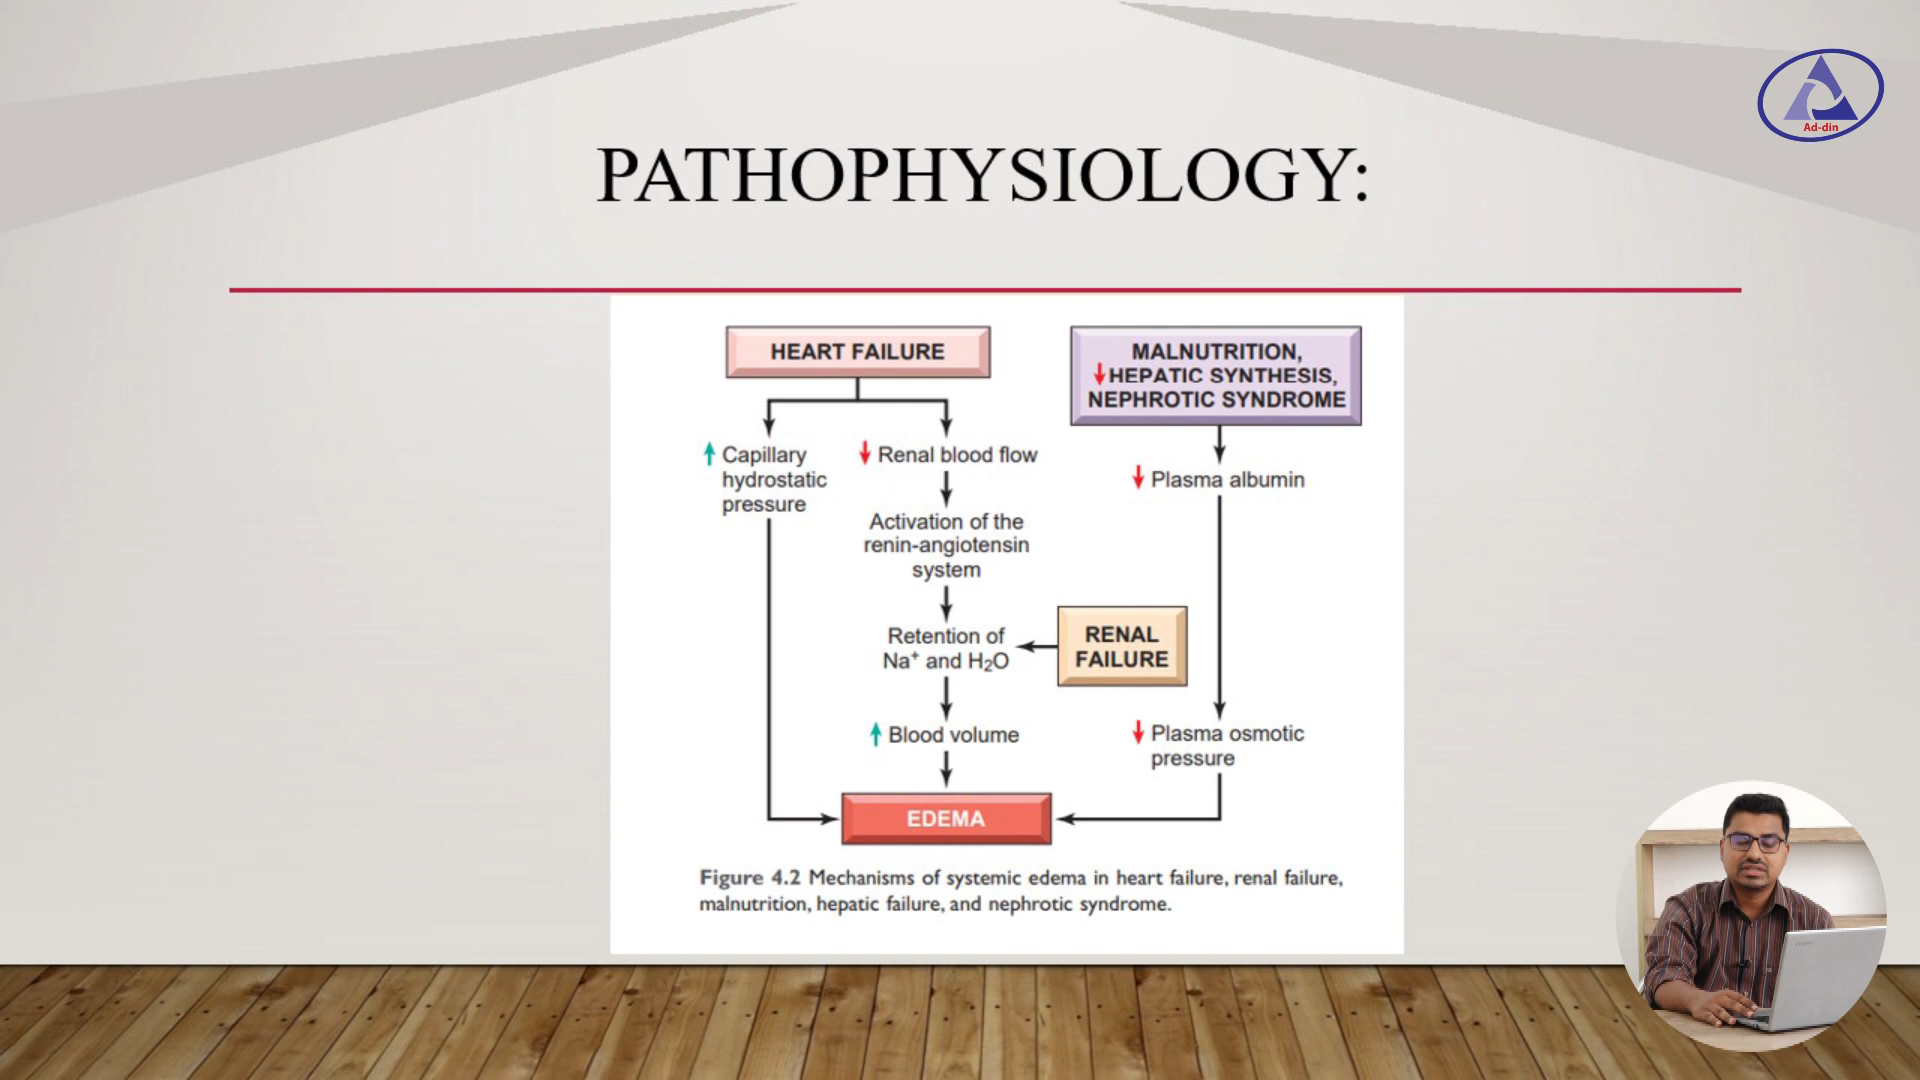 Ad-din
PATHOPHYSIOLOGY:
HEART FAILURE
MALNUTRITION,
↓HEPATIC SYNTHESIS,
NEPHROTIC SYNDROME
↑ Capillary
hydrostatic
pressure
↓ Renal blood flow
↓ Plasma albumin
Activation of the
renin-angiotensin
system
Retention of
Na⁺ and H₂O
RENAL
FAILURE
↑ Blood volume
↓ Plasma osmotic
pressure
EDEMA
Figure 4.2 Mechanisms of systemic edema in heart failure, renal failure,
malnutrition, hepatic failure, and nephrotic syndrome.